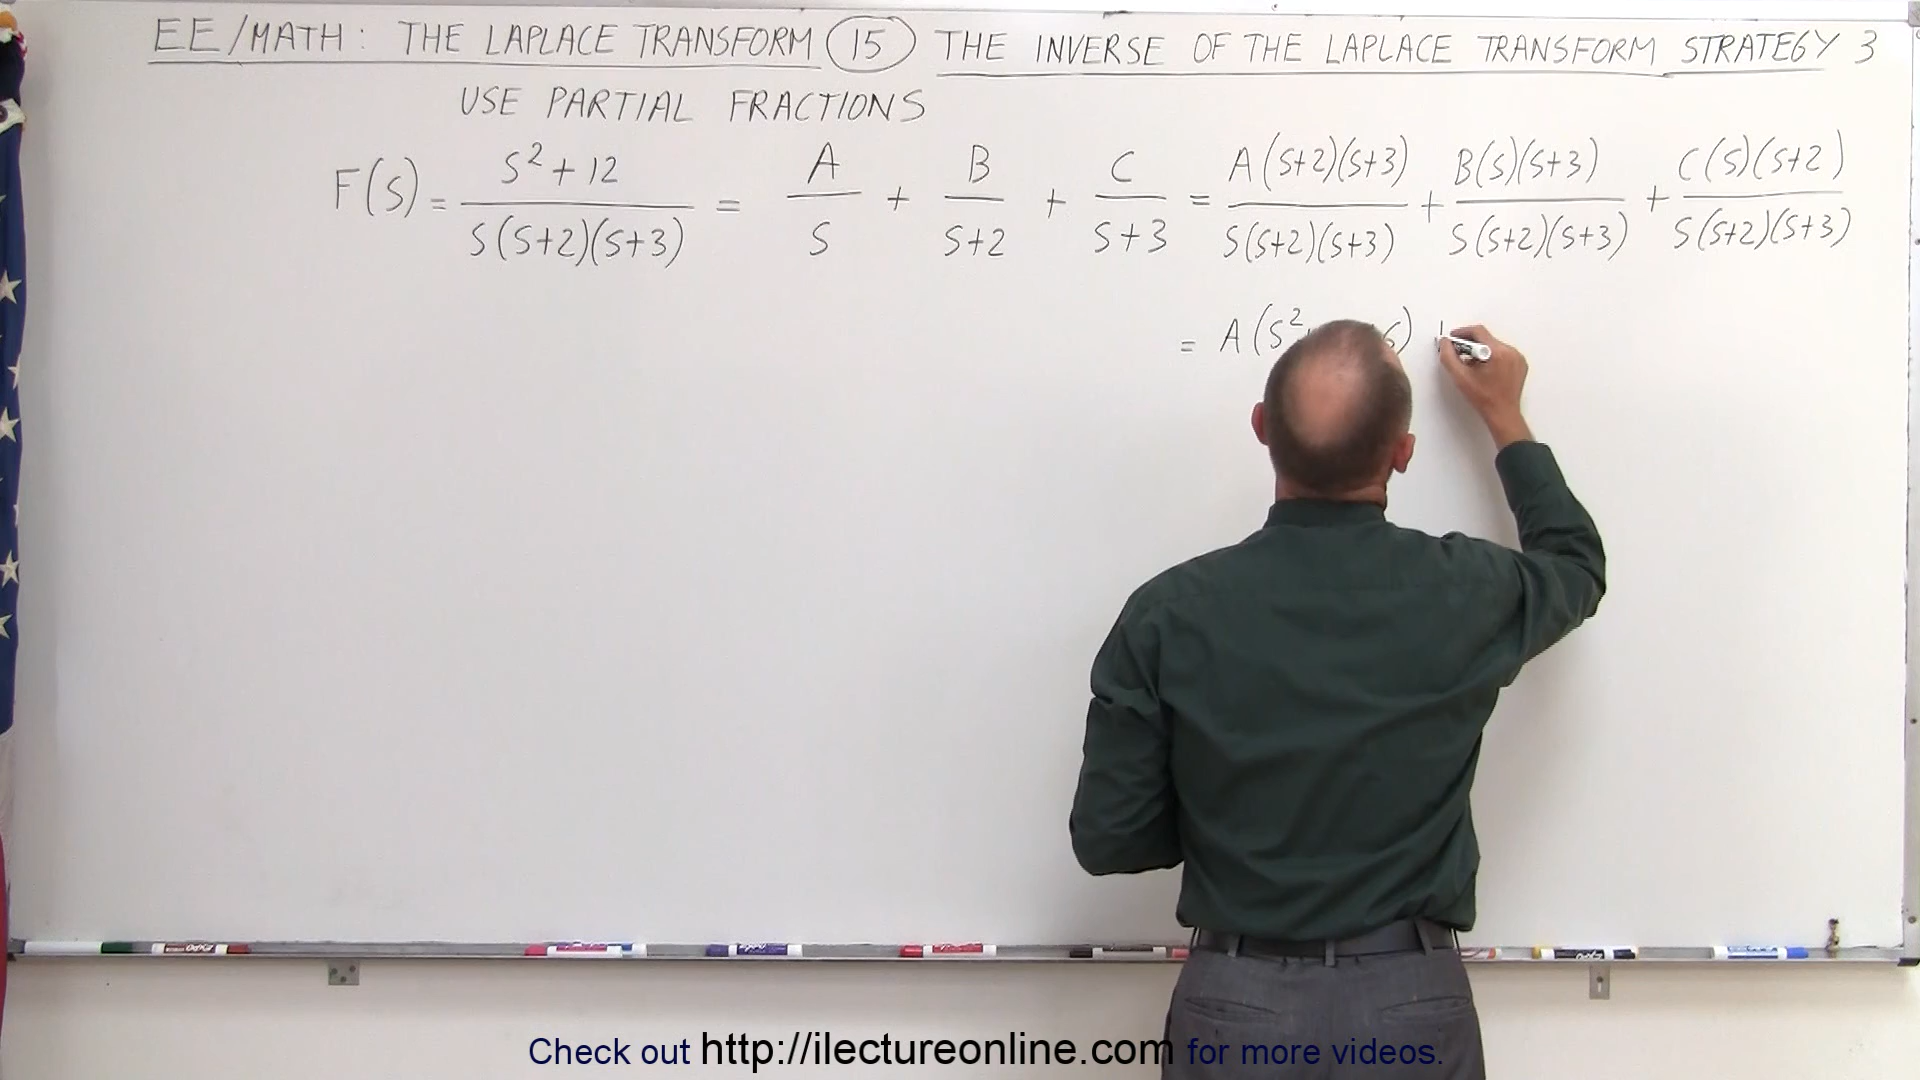 EE/MATH: THE LAPLACE TRANSFORM 15 THE INVERSE OF THE LAPLACE TRANSFORM STRATEGY 3
USE PARTIAL FRACTIONS
F(s) = (s² + 12) / (s(s+2)(s+3)) = A / s + B / (s+2) + C / (s+3) = A(s+2)(s+3) / (s(s+2)(s+3)) + B(s)(s+3) / (s(s+2)(s+3)) + C(s)(s+2) / (s(s+2)(s+3))
= A(s²
Check out http://ilectureonline.com for more videos.